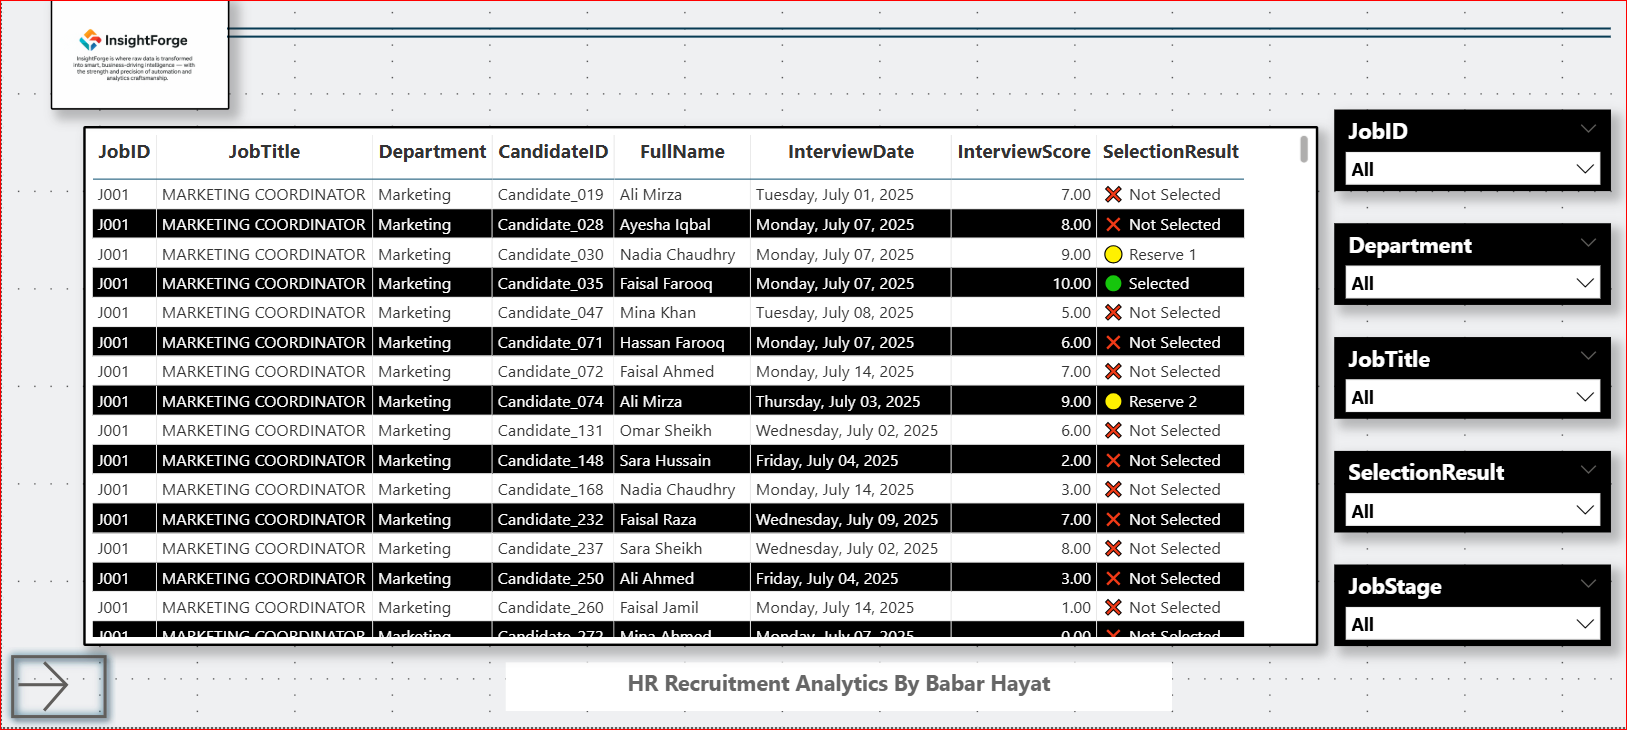 InsightForge
InsightForge is where raw data is transformed
into smart, business-driving intelligence — with
the strength and precision of automation and
analytics craftsmanship.
JobID JobTitle Department CandidateID FullName InterviewDate InterviewScore SelectionResult
J001 MARKETING COORDINATOR Marketing Candidate_019 Ali Mirza Tuesday, July 01, 2025 7.00 ❌ Not Selected
J001 MARKETING COORDINATOR Marketing Candidate_028 Ayesha Iqbal Monday, July 07, 2025 8.00 ❌ Not Selected
J001 MARKETING COORDINATOR Marketing Candidate_030 Nadia Chaudhry Monday, July 07, 2025 9.00 🟡 Reserve 1
J001 MARKETING COORDINATOR Marketing Candidate_035 Faisal Farooq Monday, July 07, 2025 10.00 🟢 Selected
J001 MARKETING COORDINATOR Marketing Candidate_047 Mina Khan Tuesday, July 08, 2025 5.00 ❌ Not Selected
J001 MARKETING COORDINATOR Marketing Candidate_071 Hassan Farooq Monday, July 07, 2025 6.00 ❌ Not Selected
J001 MARKETING COORDINATOR Marketing Candidate_072 Faisal Ahmed Monday, July 14, 2025 7.00 ❌ Not Selected
J001 MARKETING COORDINATOR Marketing Candidate_074 Ali Mirza Thursday, July 03, 2025 9.00 🟡 Reserve 2
J001 MARKETING COORDINATOR Marketing Candidate_131 Omar Sheikh Wednesday, July 02, 2025 6.00 ❌ Not Selected
J001 MARKETING COORDINATOR Marketing Candidate_148 Sara Hussain Friday, July 04, 2025 2.00 ❌ Not Selected
J001 MARKETING COORDINATOR Marketing Candidate_168 Nadia Chaudhry Monday, July 14, 2025 3.00 ❌ Not Selected
J001 MARKETING COORDINATOR Marketing Candidate_232 Faisal Raza Wednesday, July 09, 2025 7.00 ❌ Not Selected
J001 MARKETING COORDINATOR Marketing Candidate_237 Sara Sheikh Wednesday, July 02, 2025 8.00 ❌ Not Selected
J001 MARKETING COORDINATOR Marketing Candidate_250 Ali Ahmed Friday, July 04, 2025 3.00 ❌ Not Selected
J001 MARKETING COORDINATOR Marketing Candidate_260 Faisal Jamil Monday, July 14, 2025 1.00 ❌ Not Selected
J001 MARKETING COORDINATOR Marketing Candidate_272 Mina Ahmed Monday, July 07, 2025 0.00 ❌ Not Selected
JobID
All
Department
All
JobTitle
All
SelectionResult
All
JobStage
All
HR Recruitment Analytics By Babar Hayat